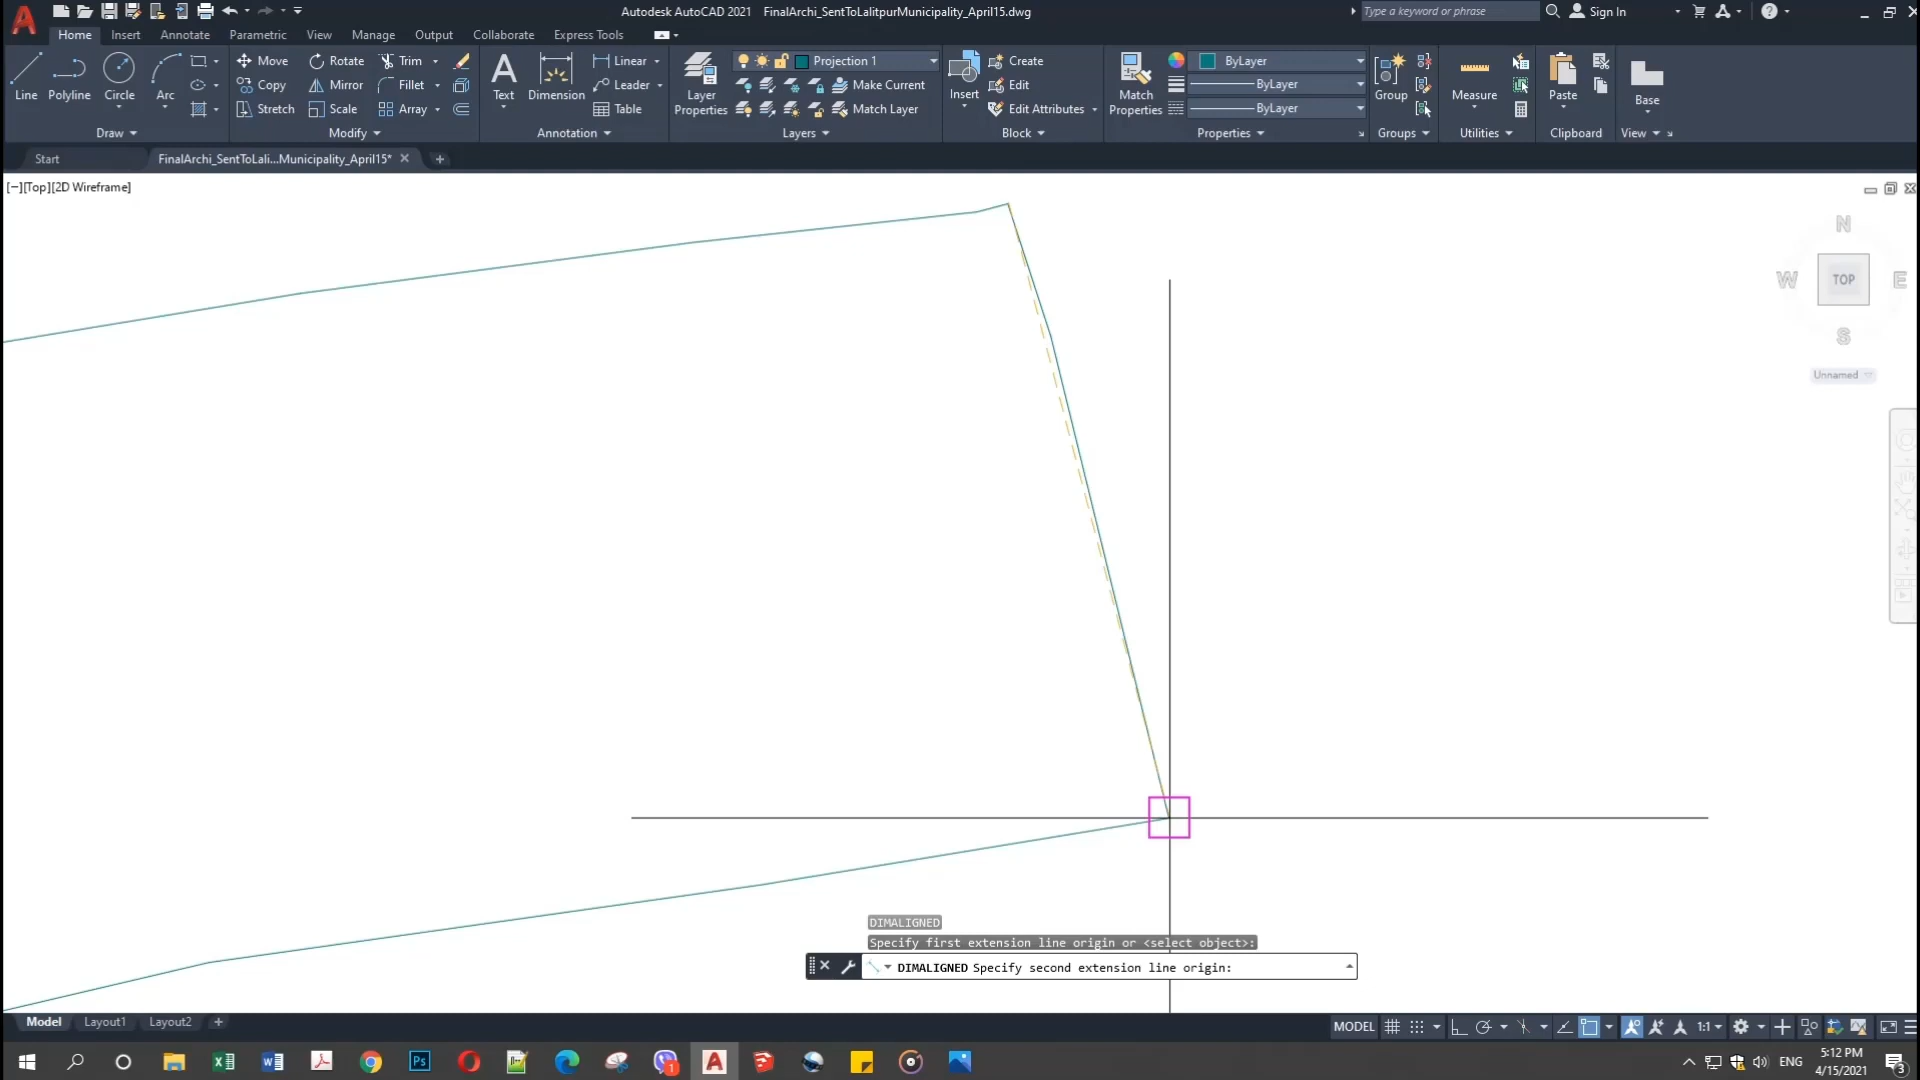 Autodesk AutoCAD 2021 FinalArchi_SentToLalitpurMunicipality_April15.dwg
Type a keyword or phrase
Sign In
Home Insert Annotate Parametric View Manage Output Collaborate Express Tools
Line Polyline Circle Arc
Move Rotate Trim
Copy Mirror Fillet
Stretch Scale Array
Text Dimension
Linear
Leader
Table
Layer Properties
Projection 1
Make Current
Match Layer
Insert
Create
Edit
Edit Attributes
Match Properties
ByLayer
ByLayer
ByLayer
Group
Measure
Paste
Base
Draw Modify Annotation Layers Block Properties Groups Utilities Clipboard View
Start FinalArchi_SentToLali...Municipality_April15*
[−][Top][2D Wireframe]
N
W TOP E
S
Unnamed
DIMALIGNED
Specify first extension line origin or <select object>:
DIMALIGNED Specify second extension line origin:
Model Layout1 Layout2 +
MODEL 1:1
ENG
5:12 PM
4/15/2021
3